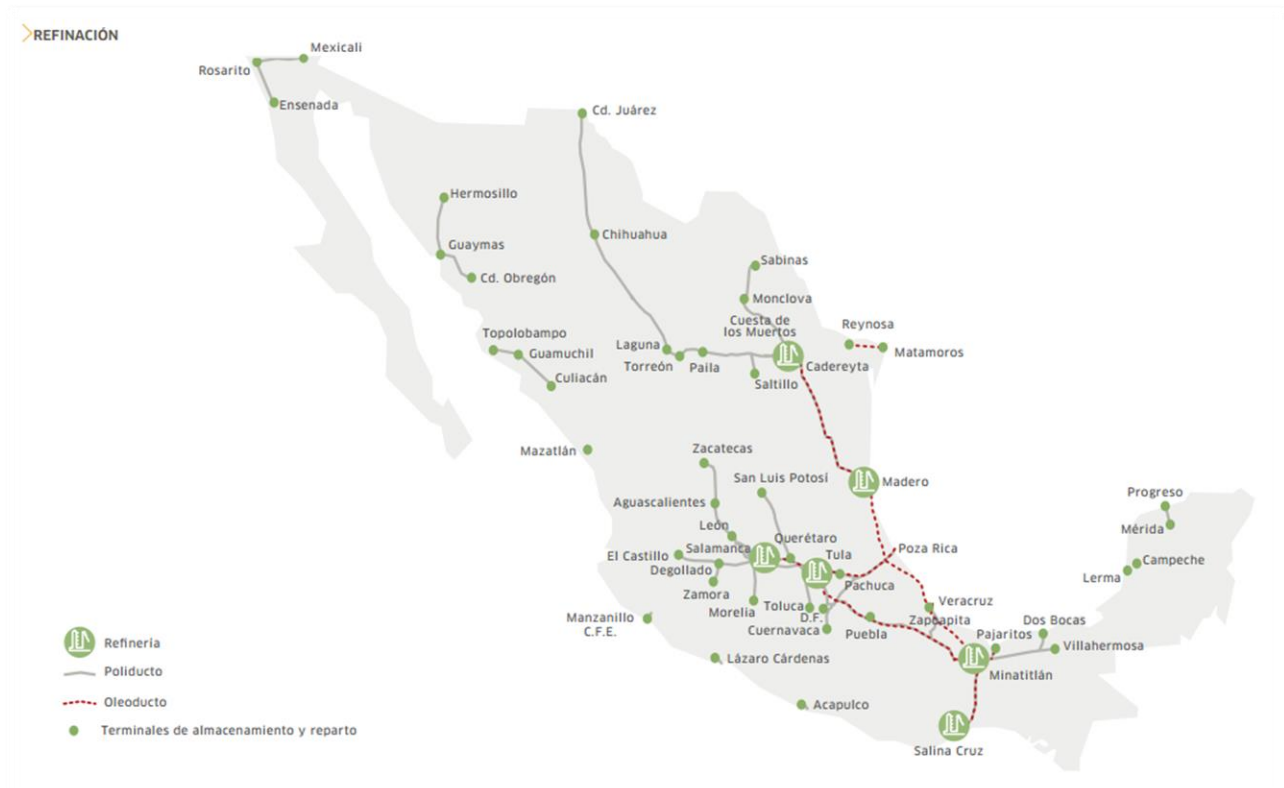 REFINACIÓN
Mexicali
Rosarito
Ensenada
Cd. Juárez
Hermosillo
Chihuahua
Guaymas
Sabinas
Cd. Obregón
Monclova
Cuesta de
los Muertos
Reynosa
Topolobampo
Laguna
Matamoros
Guamuchil
Torreón
Paila
Cadereyta
Culiacán
Saltillo
Mazatlán
Zacatecas
San Luis Potosí
Madero
Progreso
Aguascalientes
León
Mérida
Querétaro
Salamanca
Poza Rica
El Castillo
Tula
Campeche
Degollado
Lerma
Pachuca
Zamora
Veracruz
Morelia
Toluca
D.F.
Manzanillo
C.F.E.
Zapoapita
Dos Bocas
Cuernavaca
Puebla
Pajaritos
Villahermosa
Refinería
Lázaro Cárdenas
Minatitlán
Poliducto
Oleoducto
Acapulco
Terminales de almacenamiento y reparto
Salina Cruz